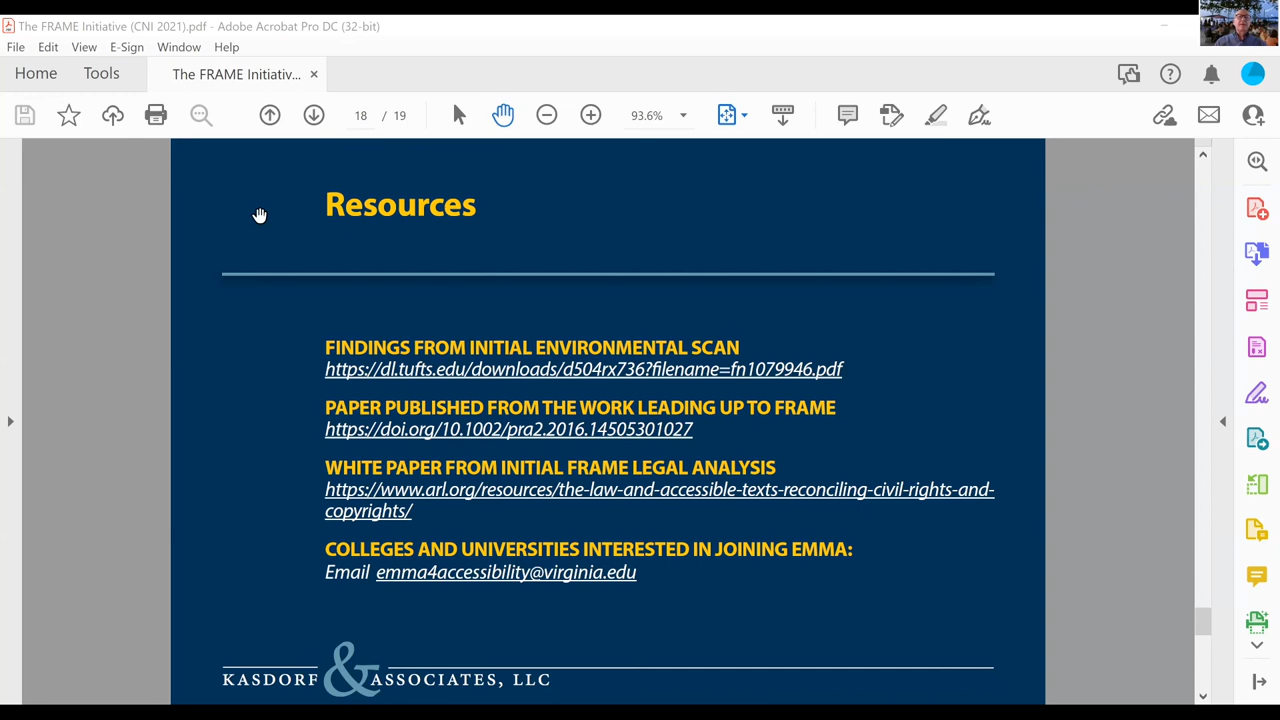 The FRAME Initiative (CNI 2021).pdf - Adobe Acrobat Pro DC (32-bit)
File Edit View E-Sign Window Help
Home Tools The FRAME Initiativ... ×
18 / 19 93.6%
Resources
FINDINGS FROM INITIAL ENVIRONMENTAL SCAN
https://dl.tufts.edu/downloads/d504rx736?filename=fn1079946.pdf
PAPER PUBLISHED FROM THE WORK LEADING UP TO FRAME
https://doi.org/10.1002/pra2.2016.14505301027
WHITE PAPER FROM INITIAL FRAME LEGAL ANALYSIS
https://www.arl.org/resources/the-law-and-accessible-texts-reconciling-civil-rights-and-
copyrights/
COLLEGES AND UNIVERSITIES INTERESTED IN JOINING EMMA:
Email emma4accessibility@virginia.edu
KASDORF & ASSOCIATES, LLC